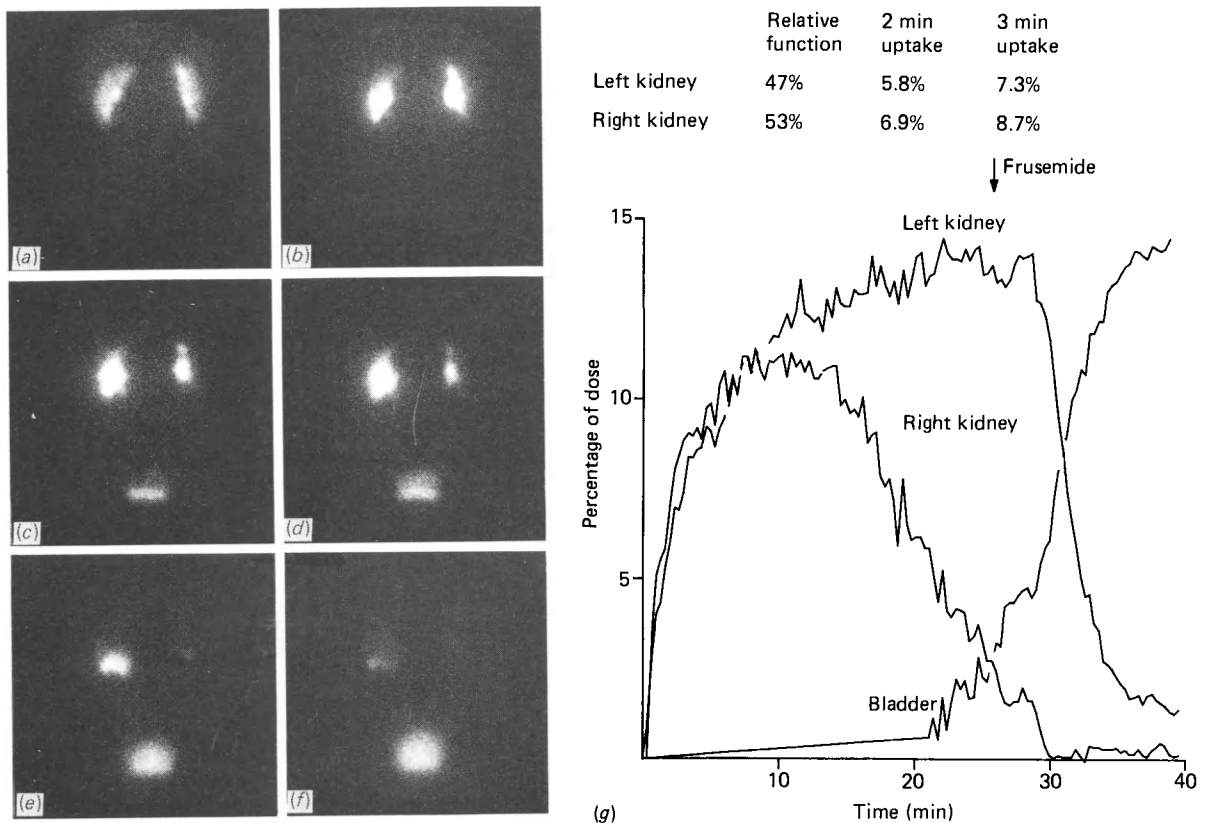 (a)
(b)
(c)
(d)
(e)
(f)
Relative function 2 min uptake 3 min uptake
Left kidney 47% 5.8% 7.3%
Right kidney 53% 6.9% 8.7%
Frusemide
15
Left kidney
10
Right kidney
Percentage of dose
5
Bladder
10 20 30 40
(g) Time (min)